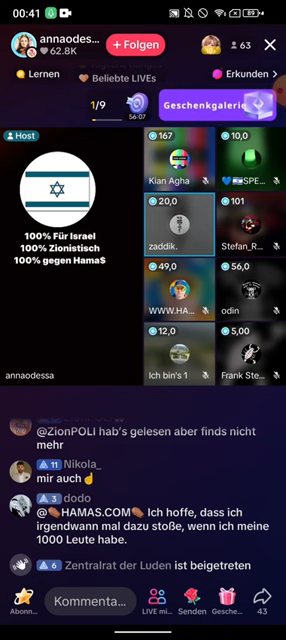 00:41
annaodes...
62.8K
+ Folgen
63
Lernen
Beliebte LIVEs
Erkunden
1/9
56:07
Geschenkgalerie
Host
100% Für Israel
100% Zionistisch
100% gegen Hama$
annaodessa
167
Kian Agha
10,0
SPE...
20,0
zaddik.
101
Stefan_R...
49,0
WWW.HA...
56,0
odin
12,0
Ich bin's 1
5,00
Frank Ste...
@ZionPOLI hab's gelesen aber finds nicht
mehr
11 Nikola_
mir auch☝️
3 dodo
@⚰️HAMAS.COM⚰️ Ich hoffe, dass ich
irgendwann mal dazu stoße, wenn ich meine
1000 Leute habe.
6 Zentralrat der Luden ist beigetreten
Kommenta...
Abonn...
LIVE mi...
Senden
Gesche...
43